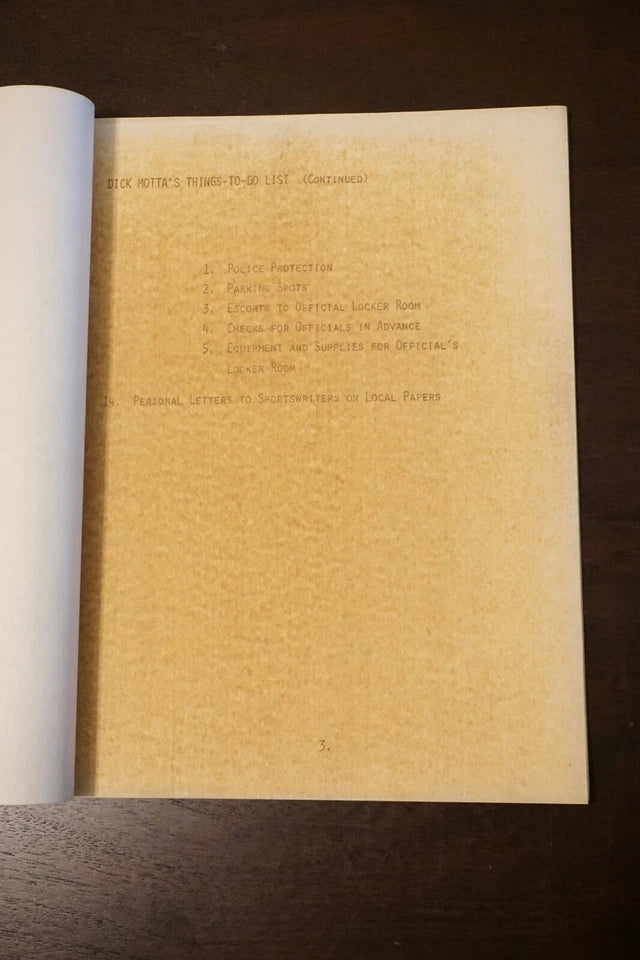 DICK MOTTA'S THINGS-TO-DO LIST (CONTINUED)
1. POLICE PROTECTION
2. PARKING SPOTS
3. ESCORTS TO OFFICIAL LOCKER ROOM
4. CHECKS FOR OFFICIALS IN ADVANCE
5. EQUIPMENT AND SUPPLIES FOR OFFICIAL'S
LOCKER ROOM
14. PERSONAL LETTERS TO SPORTSWRITERS ON LOCAL PAPERS
3.